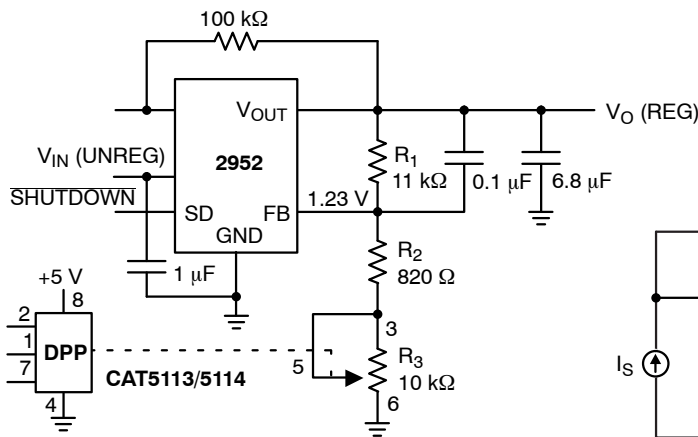 100 kΩ
V_OUT
V_O (REG)
V_IN (UNREG)
2952
R_1
11 kΩ
0.1 μF
6.8 μF
SHUTDOWN
SD
FB
1.23 V
GND
R_2
820 Ω
1 μF
+5 V
8
2
1
7
4
DPP
CAT5113/5114
3
5
R_3
10 kΩ
6
I_S